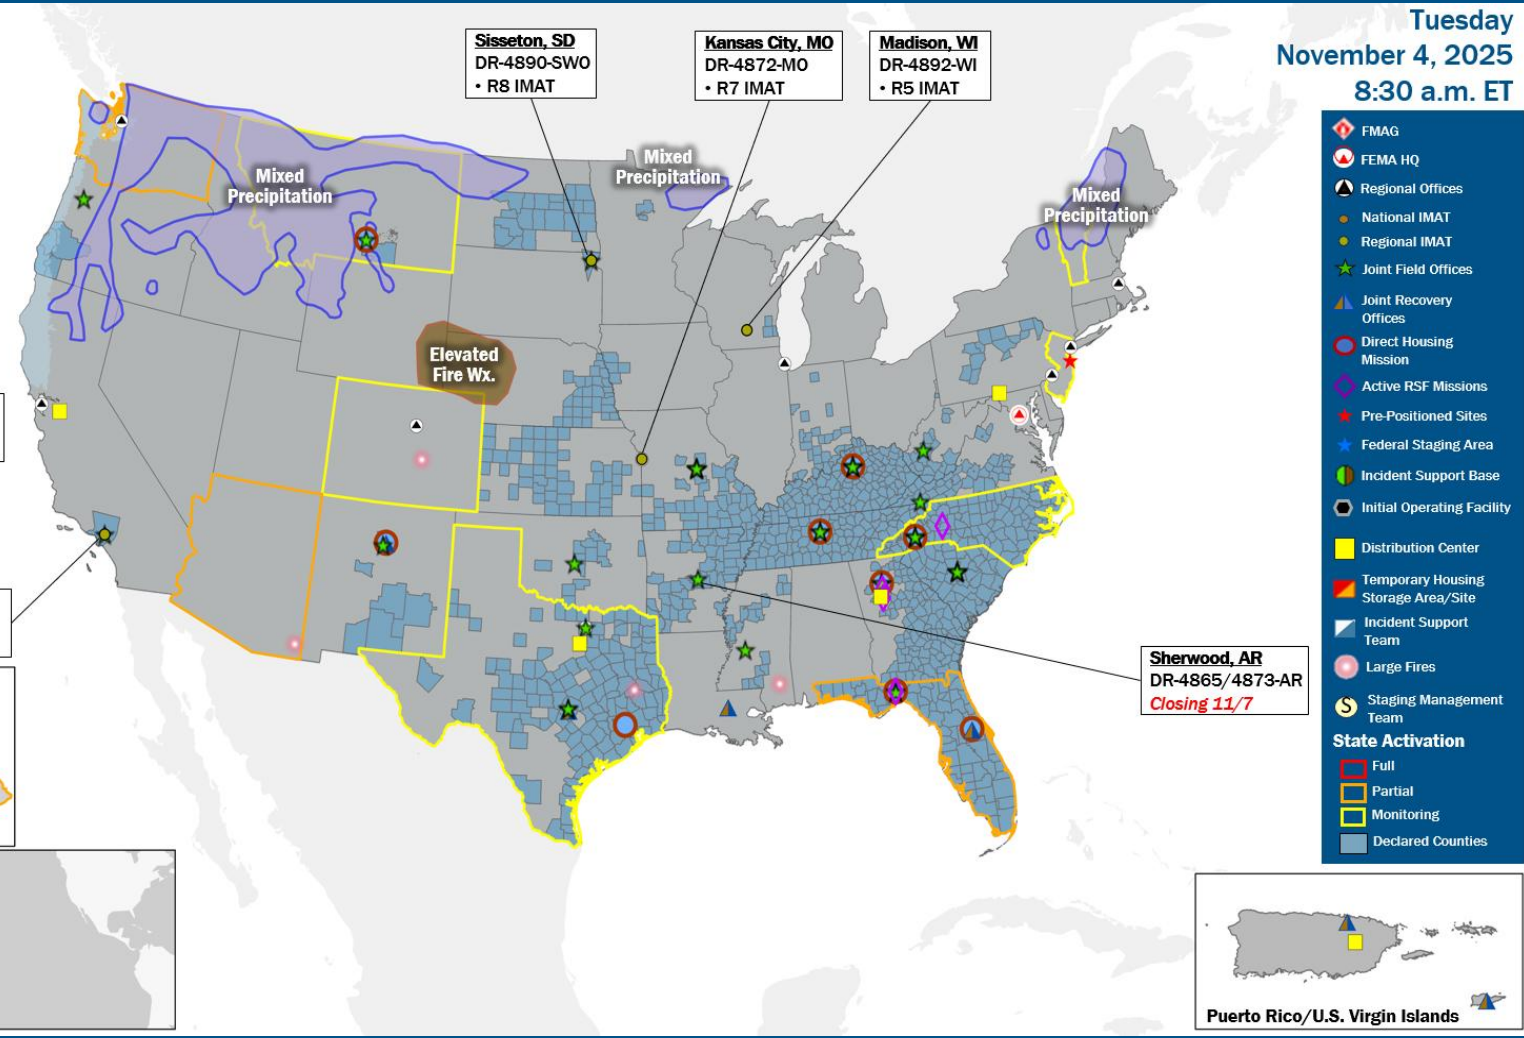 Tuesday
November 4, 2025
8:30 a.m. ET
Sisseton, SD
DR-4890-SWO
• R8 IMAT
Kansas City, MO
DR-4872-MO
• R7 IMAT
Madison, WI
DR-4892-WI
• R5 IMAT
Mixed
Precipitation
Mixed
Precipitation
Mixed
Precipitation
Elevated
Fire Wx.
Sherwood, AR
DR-4865/4873-AR
Closing 11/7
FMAG
FEMA HQ
Regional Offices
National IMAT
Regional IMAT
Joint Field Offices
Joint Recovery
Offices
Direct Housing
Mission
Active RSF Missions
Pre-Positioned Sites
Federal Staging Area
Incident Support Base
Initial Operating Facility
Distribution Center
Temporary Housing
Storage Area/Site
Incident Support
Team
Large Fires
S
Staging Management
Team
State Activation
Full
Partial
Monitoring
Declared Counties
Puerto Rico/U.S. Virgin Islands